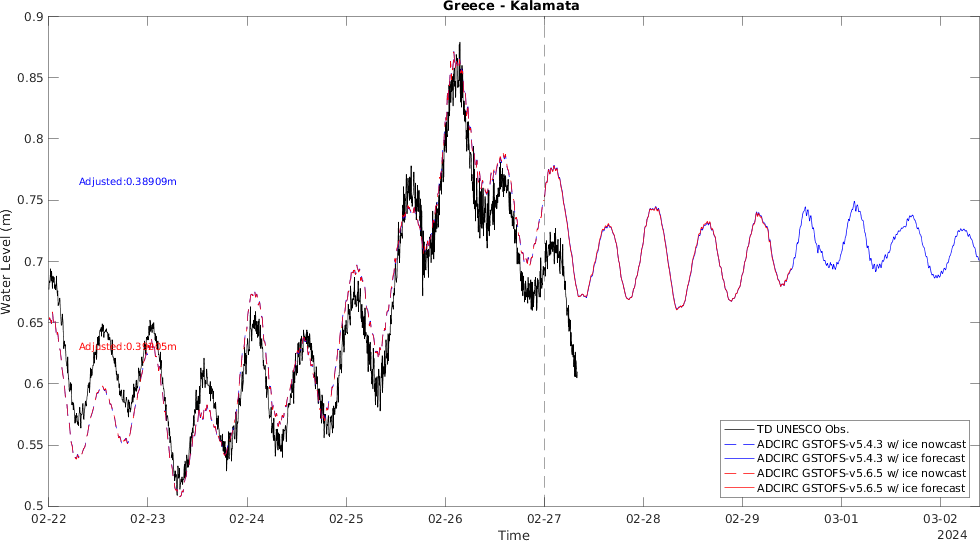 Greece - Kalamata
0.9
0.85
0.8
0.75
0.7
0.65
0.6
0.55
0.5
Water Level (m)
Adjusted:0.38909m
TD UNESCO Obs.
ADCIRC GSTOFS-v5.4.3 w/ ice nowcast
ADCIRC GSTOFS-v5.4.3 w/ ice forecast
ADCIRC GSTOFS-v5.6.5 w/ ice nowcast
ADCIRC GSTOFS-v5.6.5 w/ ice forecast
02-22 02-23 02-24 02-25 02-26 02-27 02-28 02-29 03-01 03-02
Time
2024